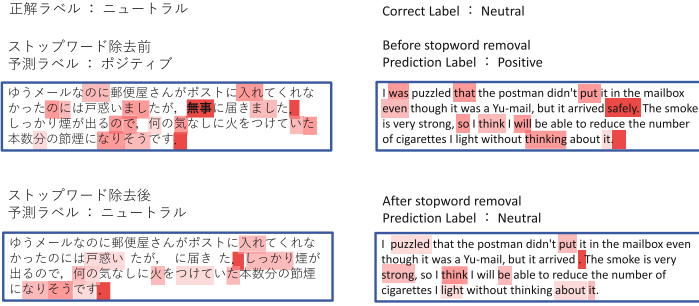 正解ラベル ： ニュートラル
ストップワード除去前
予測ラベル ： ポジティブ
ゆうメールなのに郵便屋さんがポストに入れてくれな
かったのには戸惑いましたが，無事に届きました．
しっかり煙が出るので，何の気なしに火をつけていた
本数分の節煙になりそうです．
ストップワード除去後
予測ラベル ： ニュートラル
ゆうメールなのに郵便屋さんがポストに入れてくれな
かったのには戸惑い たが， に届き た．しっかり煙が
出るので，何の気なしに火をつけていた本数分の節煙
になりそうです．
Correct Label ： Neutral
Before stopword removal
Prediction Label ： Positive
I was puzzled that the postman didn't put it in the mailbox
even though it was a Yu-mail, but it arrived safely. The smoke
is very strong, so I think I will be able to reduce the number
of cigarettes I light without thinking about it.
After stopword removal
Prediction Label ： Neutral
I puzzled that the postman didn't put it in the mailbox even
though it was a Yu-mail, but it arrived . The smoke is very
strong, so I think I will be able to reduce the number of
cigarettes I light without thinking about it.